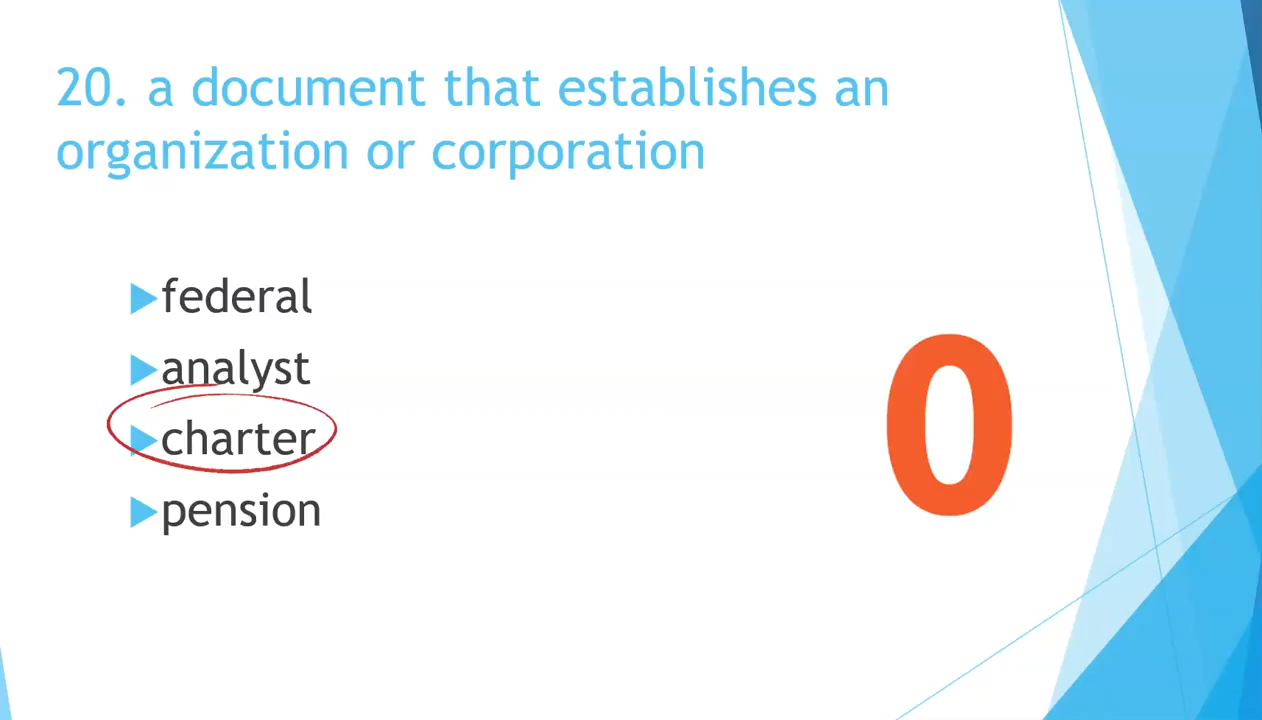 20. a document that establishes an
organization or corporation
federal
analyst
charter
pension
0